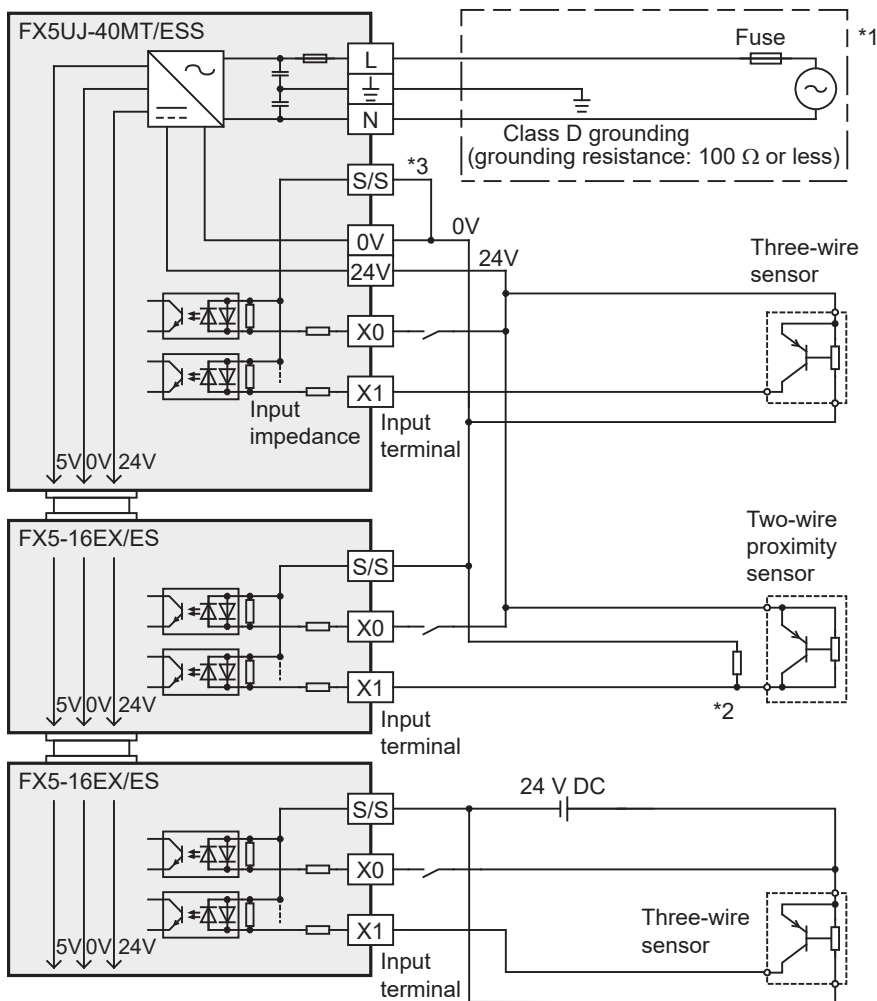 FX5UJ-40MT/ESS
L
N
Fuse
*1
Class D grounding
(grounding resistance: 100 Ω or less)
S/S
*3
0V
0V
24V
24V
Three-wire
sensor
X0
X1
Input
impedance
Input
terminal
5V 0V 24V
FX5-16EX/ES
S/S
Two-wire
proximity
sensor
X0
X1
*2
5V 0V 24V
Input
terminal
FX5-16EX/ES
24 V DC
S/S
X0
X1
Three-wire
sensor
5V 0V 24V
Input
terminal